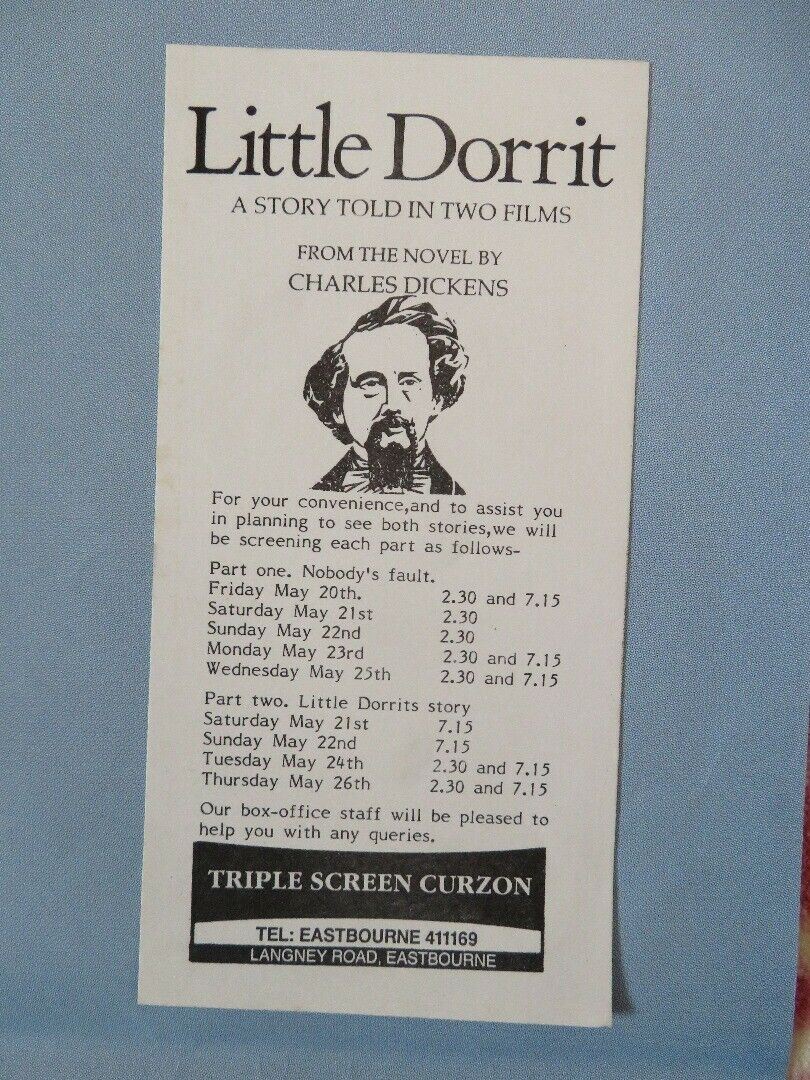 Little Dorrit
A STORY TOLD IN TWO FILMS
FROM THE NOVEL BY
CHARLES DICKENS
For your convenience,and to assist you
in planning to see both stories,we will
be screening each part as follows-
Part one. Nobody's fault.
Friday May 20th. 2.30 and 7.15
Saturday May 21st 2.30
Sunday May 22nd 2.30
Monday May 23rd 2.30 and 7.15
Wednesday May 25th 2.30 and 7.15
Part two. Little Dorrits story
Saturday May 21st 7.15
Sunday May 22nd 7.15
Tuesday May 24th 2.30 and 7.15
Thursday May 26th 2.30 and 7.15
Our box-office staff will be pleased to
help you with any queries.
TRIPLE SCREEN CURZON
TEL: EASTBOURNE 411169
LANGNEY ROAD, EASTBOURNE